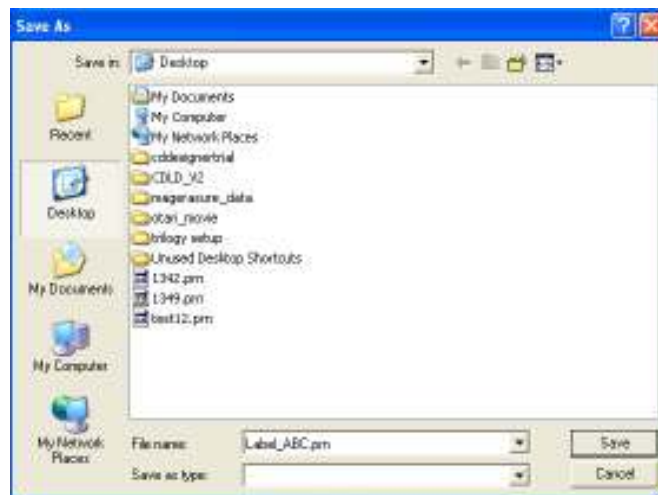 Save As
Save in:
Desktop
My Documents
My Computer
My Network Places
cddesignertrial
CDLD_V2
magerasure_data
otari_movie
trilogy setup
Unused Desktop Shortcuts
1342.prn
1349.prn
test12.prn
Recent
Desktop
My Documents
My Computer
My Network
Places
File name:
Label_ABC.prn
Save
Save as type:
Cancel